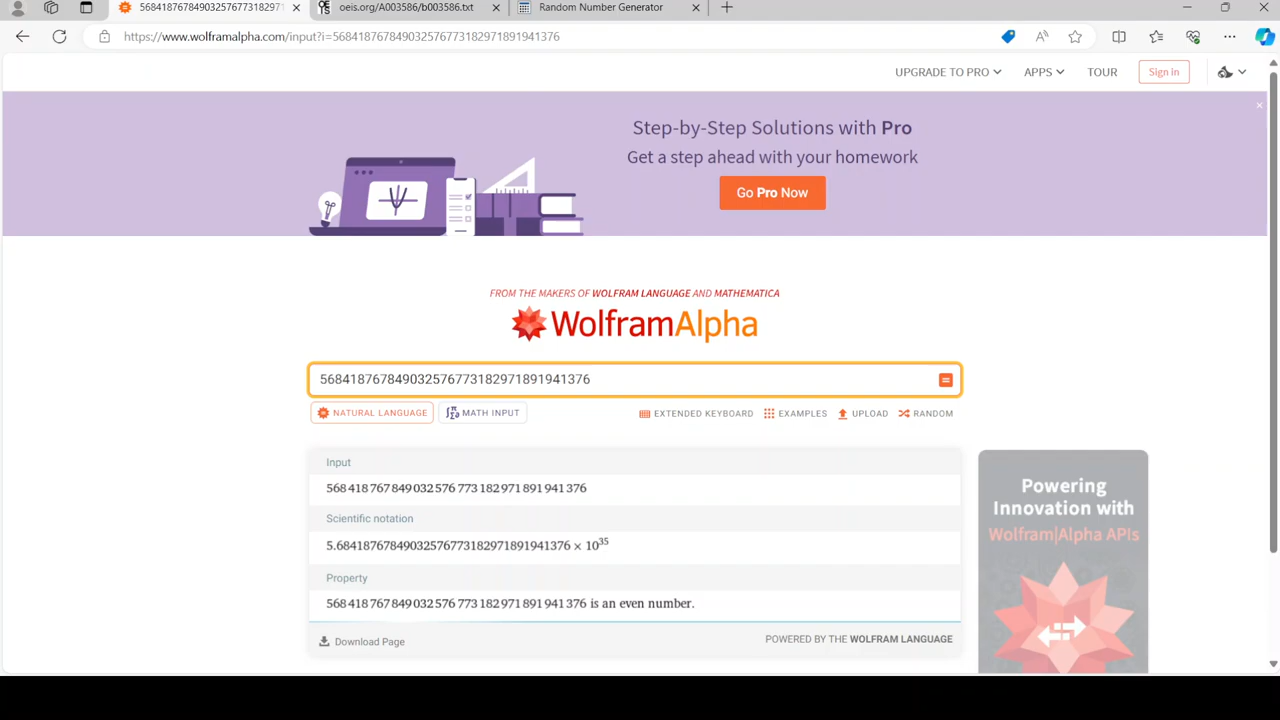 568418767849032576773182971
oeis.org/A003586/b003586.txt
Random Number Generator
https://www.wolframalpha.com/input?i=568418767849032576773182971891941376
UPGRADE TO PRO
APPS
TOUR
Sign in
Step-by-Step Solutions with Pro
Get a step ahead with your homework
Go Pro Now
FROM THE MAKERS OF WOLFRAM LANGUAGE AND MATHEMATICA
WolframAlpha
568418767849032576773182971891941376
NATURAL LANGUAGE
MATH INPUT
EXTENDED KEYBOARD
EXAMPLES
UPLOAD
RANDOM
Input
568 418 767 849 032 576 773 182 971 891 941 376
Scientific notation
5.68418767849032576773182971891941376 × 10^35
Property
568 418 767 849 032 576 773 182 971 891 941 376 is an even number.
Download Page
POWERED BY THE WOLFRAM LANGUAGE
Powering
Innovation with
Wolfram|Alpha APIs